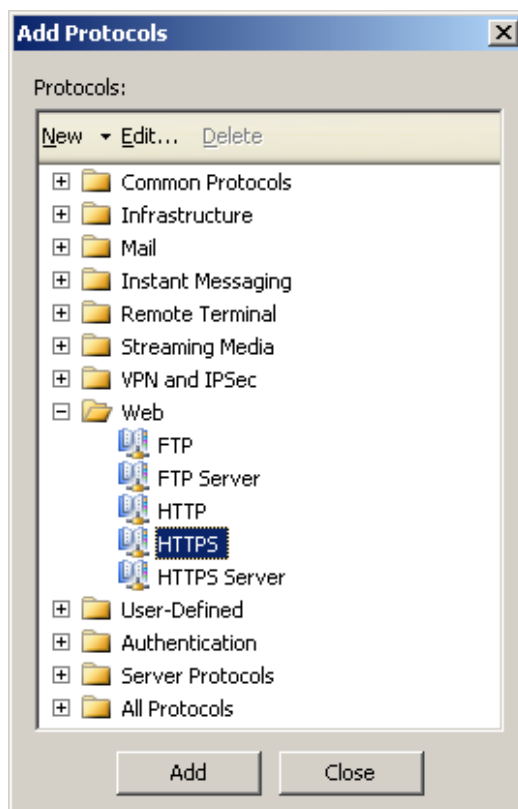 Add Protocols
Protocols:
New Edit... Delete
Common Protocols
Infrastructure
Mail
Instant Messaging
Remote Terminal
Streaming Media
VPN and IPSec
Web
FTP
FTP Server
HTTP
HTTPS
HTTPS Server
User-Defined
Authentication
Server Protocols
All Protocols
Add Close